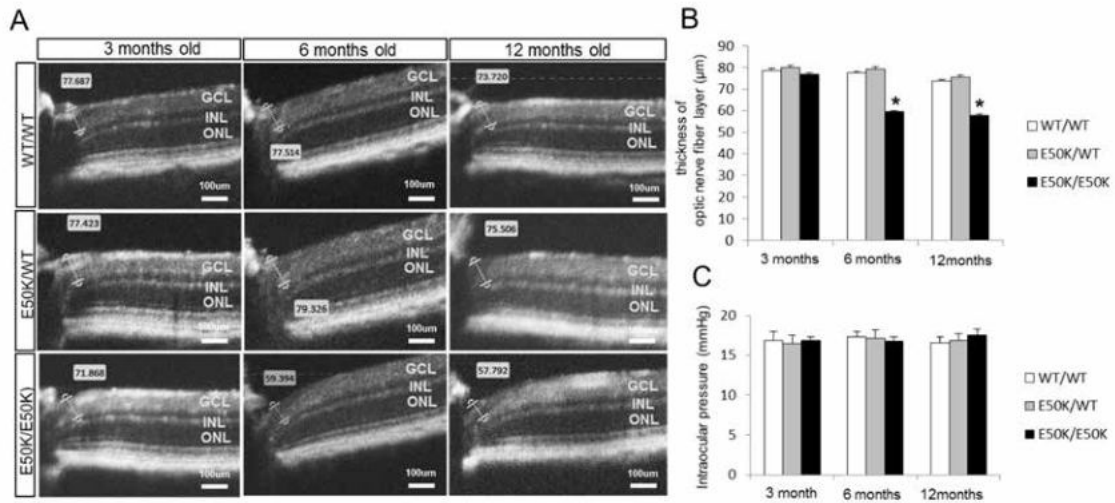 A
3 months old
6 months old
12 months old
WT/WT
77.687
GCL
INL
ONL
100um
77.514
GCL
INL
ONL
100um
73.720
GCL
INL
ONL
100um
E50K/WT
77.423
GCL
INL
ONL
100um
79.326
GCL
INL
ONL
100um
75.506
GCL
INL
ONL
100um
E50K/E50K)
71.868
GCL
INL
ONL
100um
59.394
GCL
INL
ONL
100um
57.792
GCL
INL
ONL
100um
B
thickness of
optic nerve fiber layer (μm)
90
80
70
60
50
40
30
20
10
0
*
*
3 months
6 months
12months
WT/WT
E50K/WT
E50K/E50K
C
Intraocular pressure (mmHg)
20
15
10
5
0
3 month
6 months
12months
WT/WT
E50K/WT
E50K/E50K